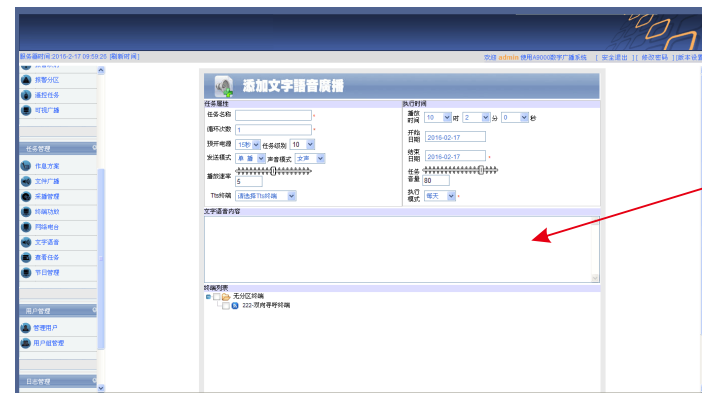 服务器时间:2016-2-17 09:59:26 [刷新时间]
欢迎 admin 使用A9000数字广播系统 [ 安全退出 ][ 修改密码 ][版本设置
报警分区
遥控任务
可视广播
任务管理
作息方案
文件广播
采播管理
终端功放
网络电台
文字语音
查看任务
节日管理
用户管理
管理用户
用户组管理
日志管理
添加文字語音廣播
任务属性
任务名称 *
循环次数 1 *
预开电源 15秒 任务级别 10
发送模式 单 播 声音模式 女声
播放速率 5
Tts终端 请选择Tts终端
执行时间
播放时间 10 时 2 分 0 秒
开始日期 2016-02-17
结束日期 2016-02-17 *
任务音量 80
执行模式 每天 *
文字语音内容
终端列表
无分区终端
222-双向寻呼终端